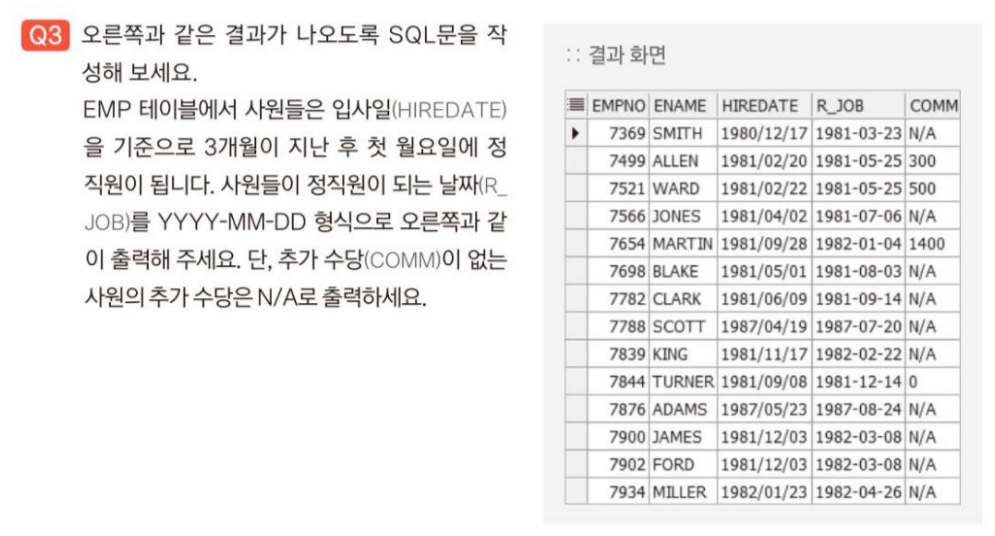 Q3 오른쪽과 같은 결과가 나오도록 SQL문을 작
성해 보세요.
EMP 테이블에서 사원들은 입사일(HIREDATE)
을 기준으로 3개월이 지난 후 첫 월요일에 정
직원이 됩니다. 사원들이 정직원이 되는 날짜(R_
JOB)를 YYYY-MM-DD 형식으로 오른쪽과 같
이 출력해 주세요. 단, 추가 수당(COMM)이 없는
사원의 추가 수당은 N/A로 출력하세요.
:: 결과 화면
EMPNO ENAME HIREDATE R_JOB COMM
7369 SMITH 1980/12/17 1981-03-23 N/A
7499 ALLEN 1981/02/20 1981-05-25 300
7521 WARD 1981/02/22 1981-05-25 500
7566 JONES 1981/04/02 1981-07-06 N/A
7654 MARTIN 1981/09/28 1982-01-04 1400
7698 BLAKE 1981/05/01 1981-08-03 N/A
7782 CLARK 1981/06/09 1981-09-14 N/A
7788 SCOTT 1987/04/19 1987-07-20 N/A
7839 KING 1981/11/17 1982-02-22 N/A
7844 TURNER 1981/09/08 1981-12-14 0
7876 ADAMS 1987/05/23 1987-08-24 N/A
7900 JAMES 1981/12/03 1982-03-08 N/A
7902 FORD 1981/12/03 1982-03-08 N/A
7934 MILLER 1982/01/23 1982-04-26 N/A